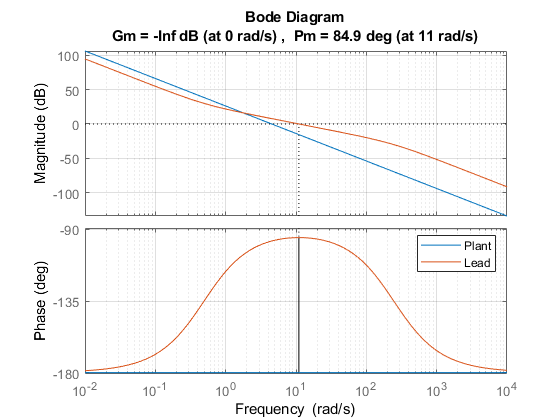 Bode Diagram
Gm = -Inf dB (at 0 rad/s) , Pm = 84.9 deg (at 11 rad/s)
Magnitude (dB)
100
50
0
-50
-100
Phase (deg)
-90
-135
-180
Plant
Lead
10^-2
10^-1
10^0
10^1
10^2
10^3
10^4
Frequency (rad/s)